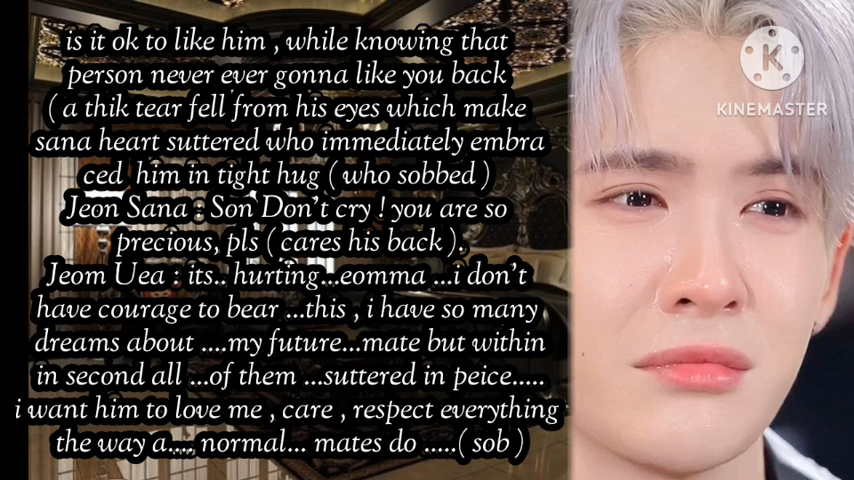 is it ok to like him , while knowing that
person never ever gonna like you back
( a thik tear fell from his eyes which make
sana heart suttered who immediately embra
ced him in tight hug ( who sobbed )
Jeon Sana : Son Don't cry ! you are so
precious, pls ( cares his back ).
Jeom Uea : its.. hurting...eomma ...i don't
have courage to bear ...this , i have so many
dreams about ....my future...mate but within
in second all ...of them ...suttered in peice.....
i want him to love me , care , respect everything
the way a.... normal... mates do .....( sob )
K
KINEMASTER